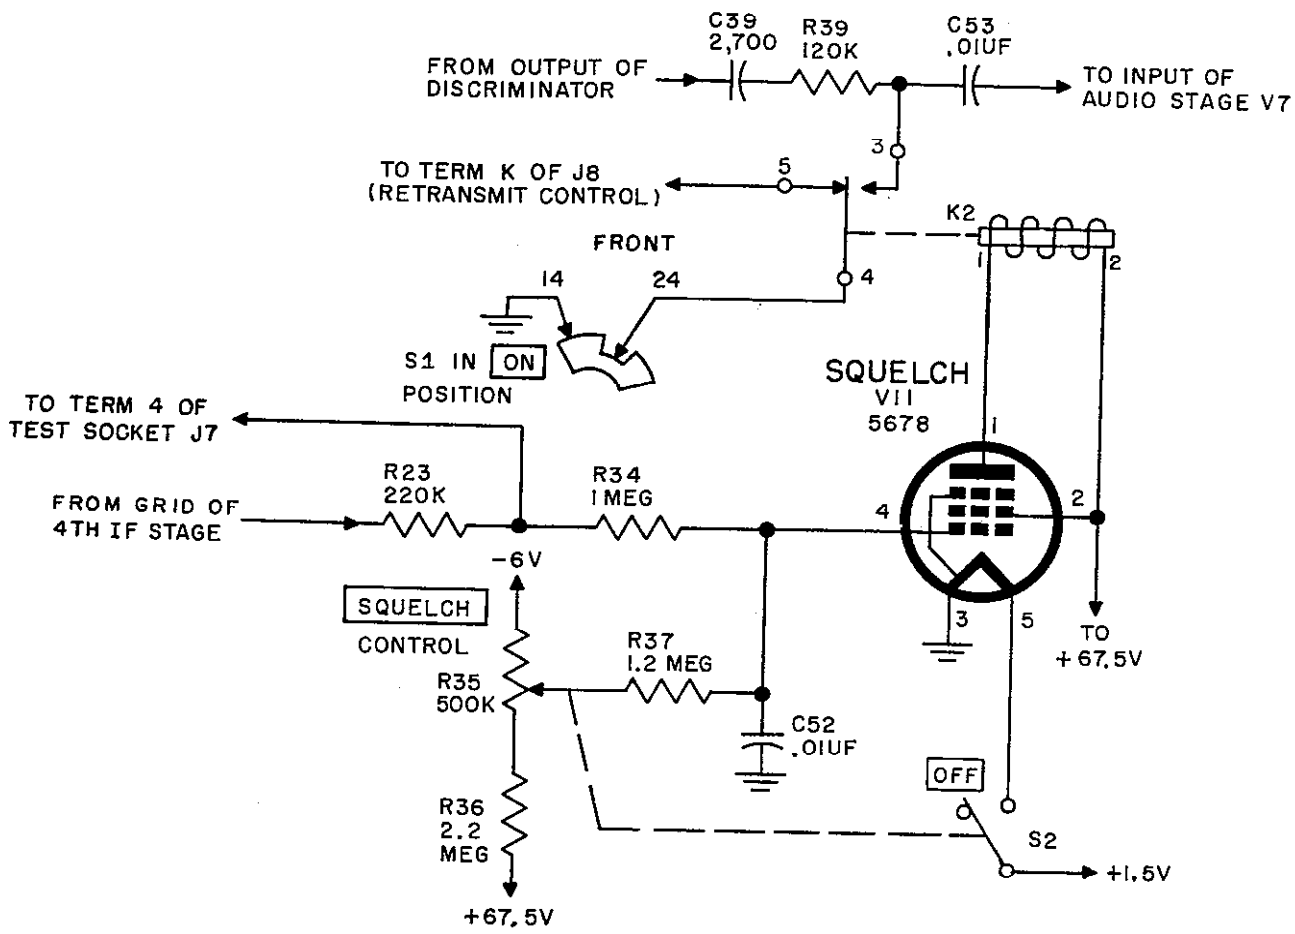 C39
2,700
R39
120K
C53
.01UF
FROM OUTPUT OF
DISCRIMINATOR
TO INPUT OF
AUDIO STAGE V7
3
5
TO TERM K OF J8
(RETRANSMIT CONTROL)
K2
1
2
FRONT
14
24
4
S1 IN ON
POSITION
SQUELCH
V11
5678
TO TERM 4 OF
TEST SOCKET J7
1
R23
220K
R34
1 MEG
FROM GRID OF
4TH IF STAGE
4
2
-6V
SQUELCH
CONTROL
3
5
TO
+67.5V
R37
1.2 MEG
R35
500K
C52
.01UF
OFF
R36
2.2
MEG
S2
+1.5V
+67.5V